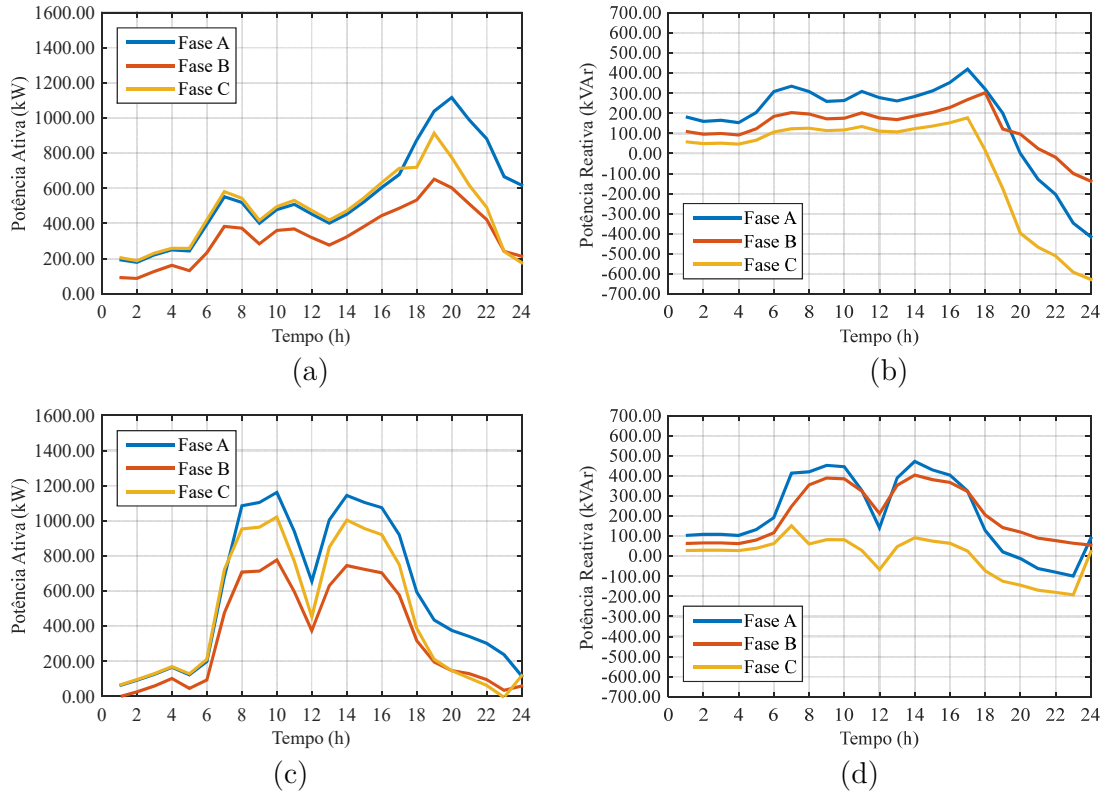 1600.00
1400.00
1200.00
1000.00
800.00
600.00
400.00
200.00
0.00
Potência Ativa (kW)
Fase A
Fase B
Fase C
0 2 4 6 8 10 12 14 16 18 20 22 24
Tempo (h)
(a)
700.00
600.00
500.00
400.00
300.00
200.00
100.00
0.00
-100.00
-200.00
-300.00
-400.00
-500.00
-600.00
-700.00
Potência Reativa (kVAr)
Fase A
Fase B
Fase C
0 2 4 6 8 10 12 14 16 18 20 22 24
Tempo (h)
(b)
1600.00
1400.00
1200.00
1000.00
800.00
600.00
400.00
200.00
0.00
Potência Ativa (kW)
Fase A
Fase B
Fase C
0 2 4 6 8 10 12 14 16 18 20 22 24
Tempo (h)
(c)
700.00
600.00
500.00
400.00
300.00
200.00
100.00
0.00
-100.00
-200.00
-300.00
-400.00
-500.00
-600.00
-700.00
Potência Reativa (kVAr)
Fase A
Fase B
Fase C
0 2 4 6 8 10 12 14 16 18 20 22 24
Tempo (h)
(d)